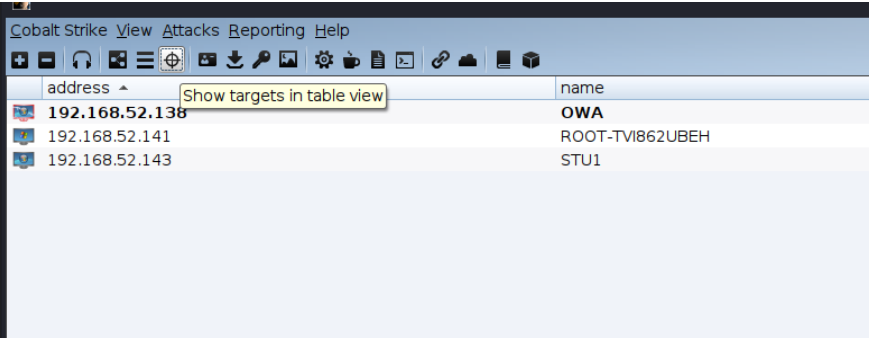 Cobalt Strike View Attacks Reporting Help
address name
Show targets in table view
192.168.52.138 OWA
192.168.52.141 ROOT-TVI862UBEH
192.168.52.143 STU1